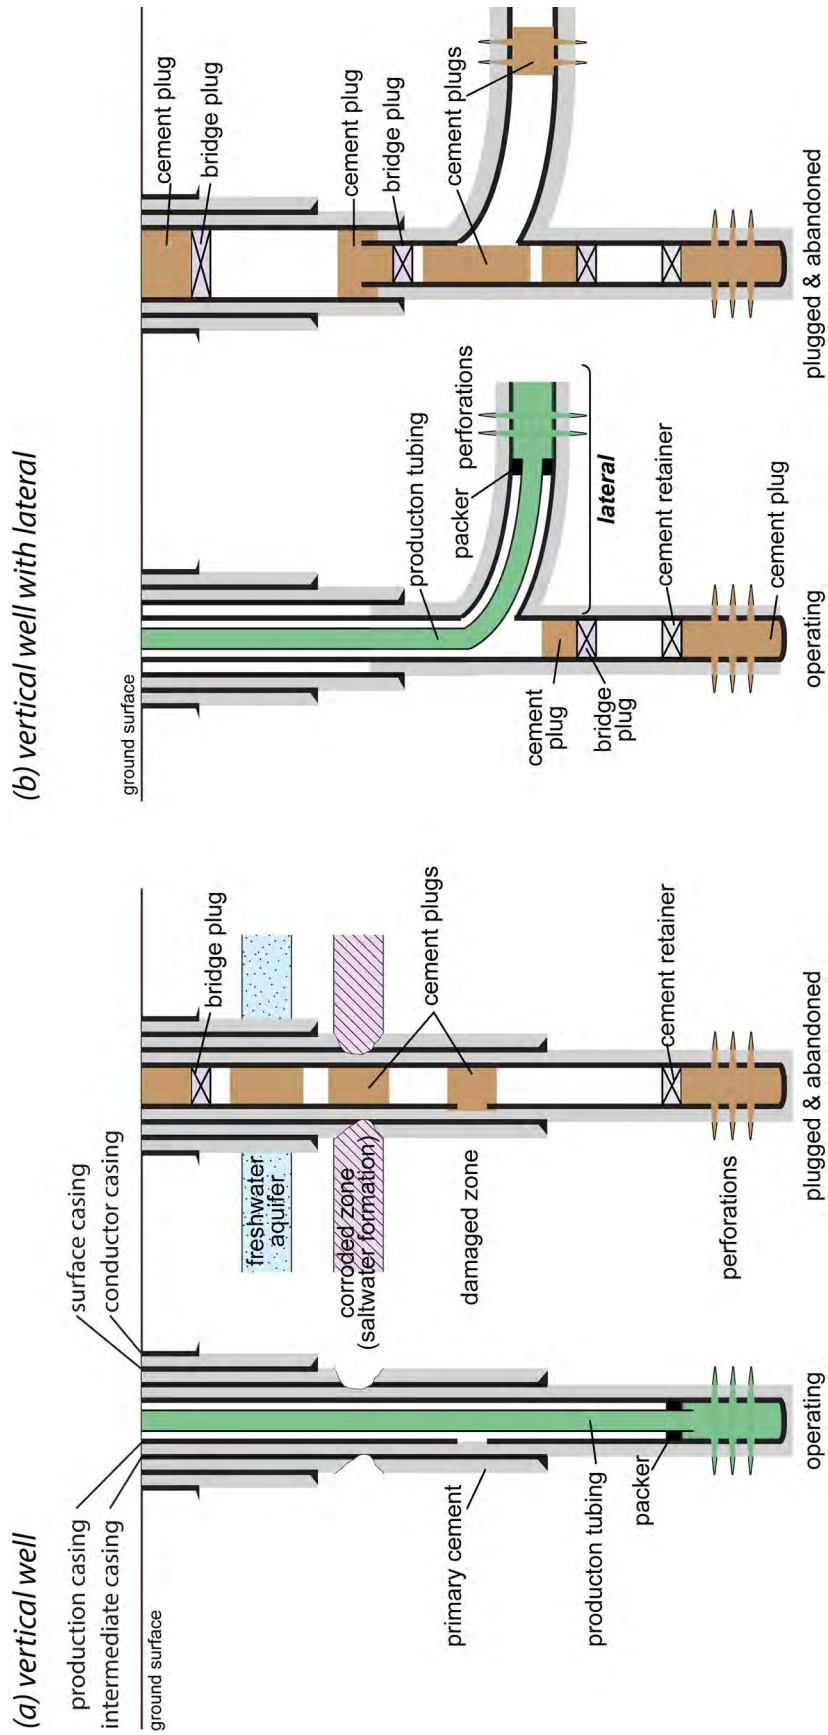 (a) vertical well
production casing
intermediate casing
surface casing
conductor casing
ground surface
primary cement
producton tubing
packer
operating
freshwater
aquifer
corroded zone
(saltwater formation)
damaged zone
perforations
bridge plug
cement plugs
cement retainer
plugged & abandoned
(b) vertical well with lateral
ground surface
producton tubing
packer
perforations
lateral
cement
plug
bridge
plug
cement retainer
cement plug
operating
cement plug
bridge plug
cement plug
bridge plug
cement plugs
plugged & abandoned